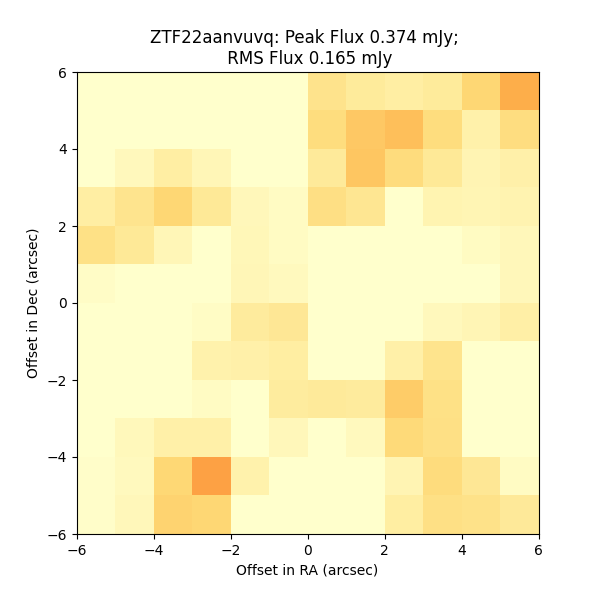 ZTF22aanvuvq: Peak Flux 0.374 mJy;
RMS Flux 0.165 mJy
6
4
2
0
−2
−4
−6
Offset in Dec (arcsec)
−6 −4 −2 0 2 4 6
Offset in RA (arcsec)